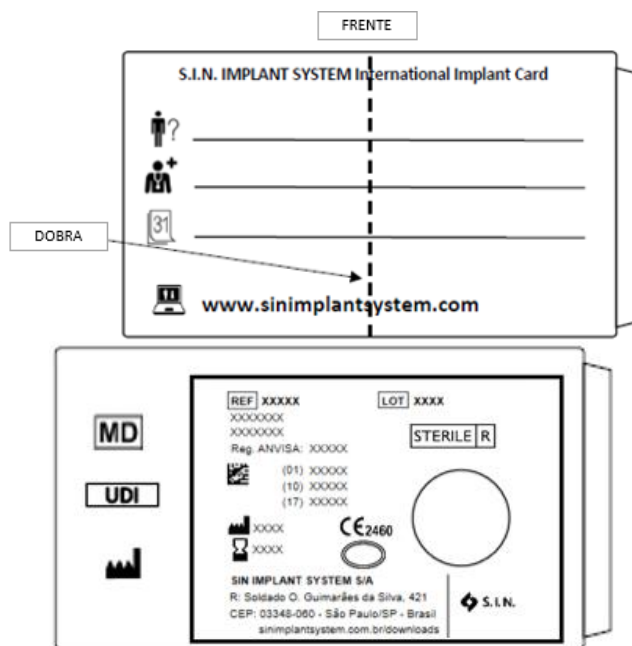 FRENTE
S.I.N. IMPLANT SYSTEM International Implant Card
?
31
DOBRA
www.sinimplantsystem.com
MD
UDI
REF XXXXX
LOT XXXX
XXXXXXX
XXXXXXX
STERILE R
Reg. ANVISA: XXXXX
(01) XXXXX
(10) XXXXX
(17) XXXXX
XXXX
CE2460
XXXX
SIN IMPLANT SYSTEM S/A
R: Soldado O. Guimarães da Silva, 421
CEP: 03348-060 - São Paulo/SP - Brasil
sinimplantsystem.com.br/downloads
S.I.N.